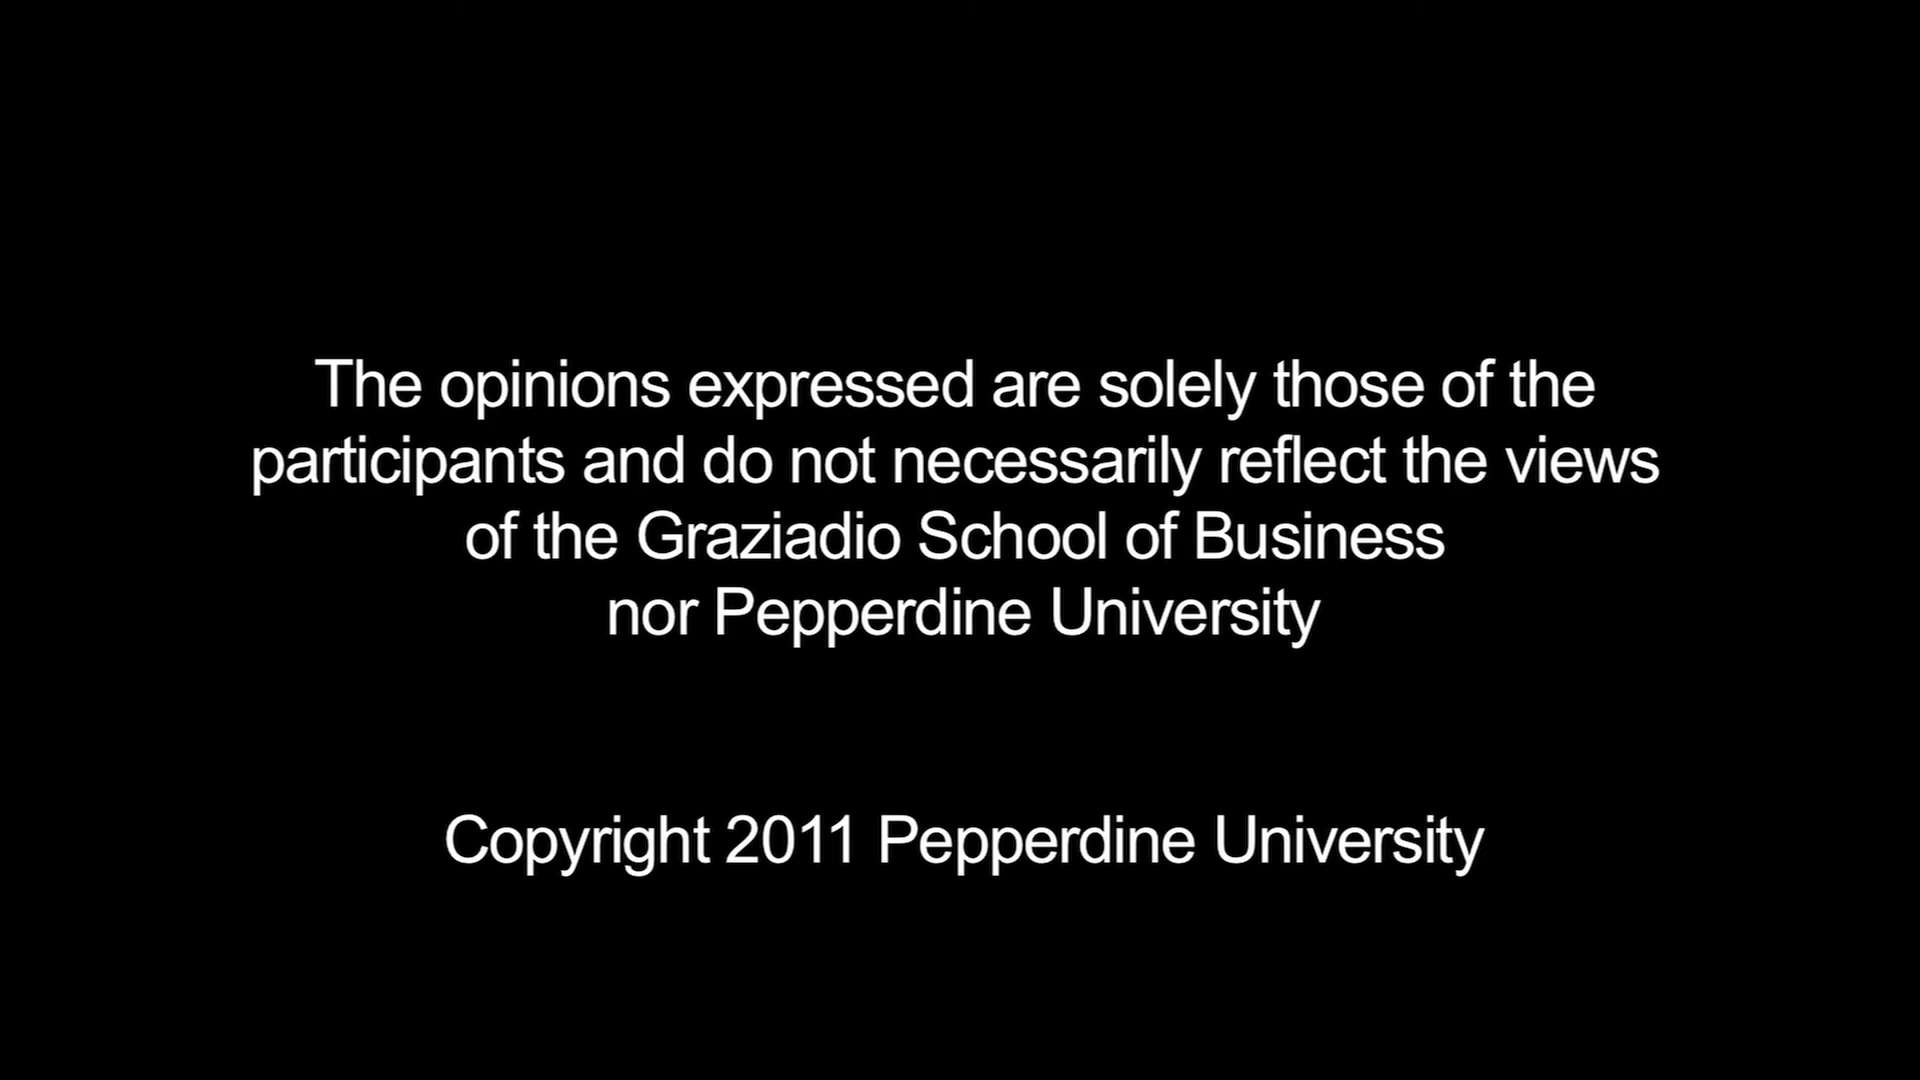 The opinions expressed are solely those of the
participants and do not necessarily reflect the views
of the Graziadio School of Business
nor Pepperdine University
Copyright 2011 Pepperdine University